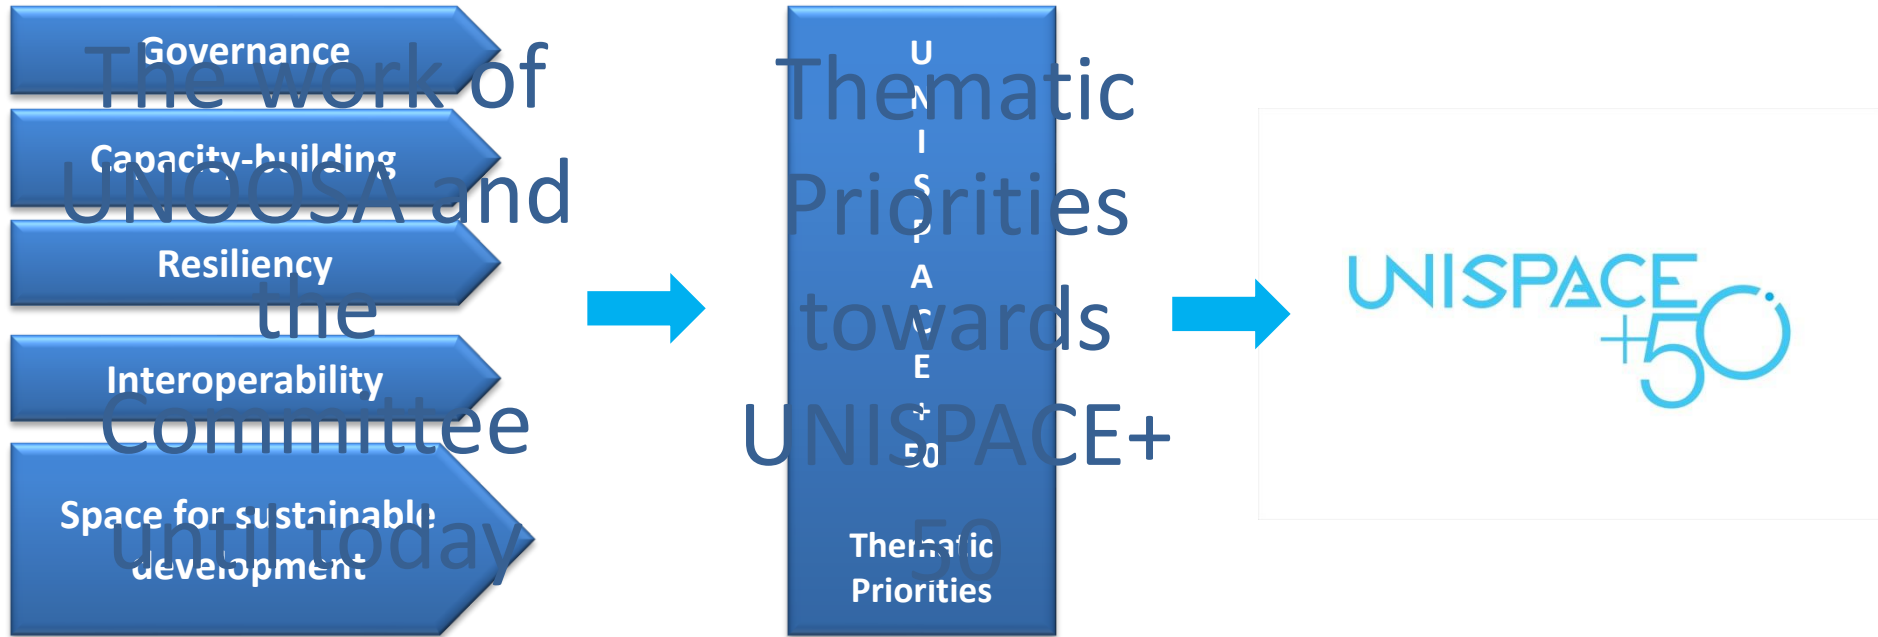 Governance
Capacity-building
Resiliency
Interoperability
Space for sustainable
development
The work of
UNOOSA and
the
Committee
until today
U
N
I
S
P
A
C
E
+
50
Thematic
Priorities
Thematic
Priorities
towards
UNISPACE+
50
UNISPACE
+50